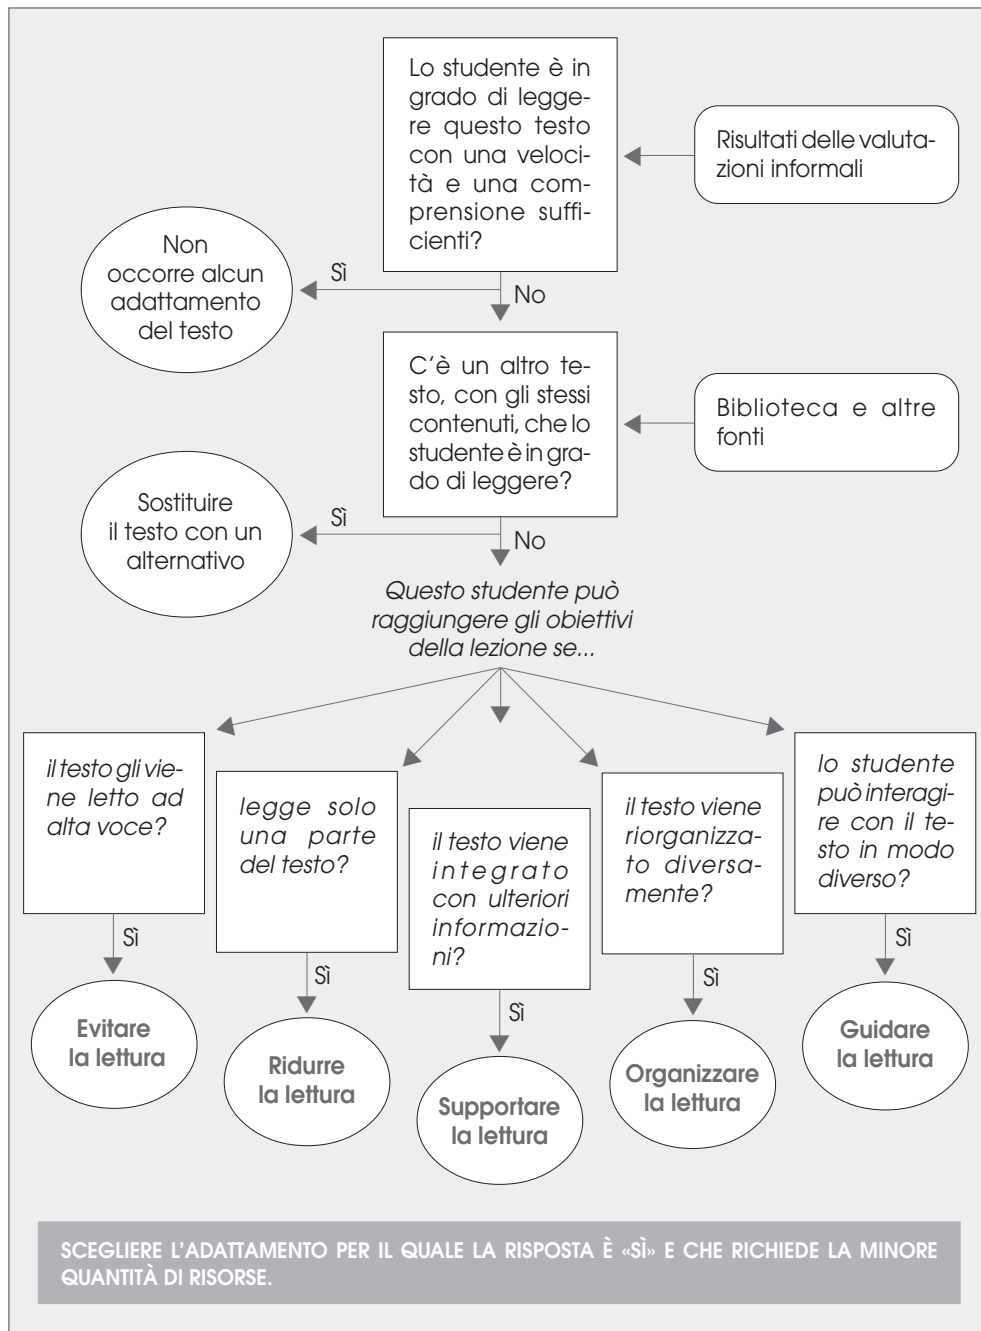 Lo studente è in
grado di legge-
re questo testo
con una veloci-
tà e una com-
prensione suffi-
cienti?
Risultati delle valuta-
zioni informali
Non
occorre alcun
adattamento
del testo
Sì
No
C'è un altro te-
sto, con gli stessi
contenuti, che lo
studente è in gra-
do di leggere?
Biblioteca e altre
fonti
Sostituire
il testo con un
alternativo
Sì
No
Questo studente può
raggiungere gli obiettivi
della lezione se...
il testo gli vie-
ne letto ad
alta voce?
legge solo
una parte
del testo?
il testo viene
integrato
con ulteriori
informazio-
ni?
il testo viene
riorganizza-
to diversa-
mente?
lo studente
può interagi-
re con il te-
sto in modo
diverso?
Sì
Sì
Sì
Sì
Sì
Evitare
la lettura
Ridurre
la lettura
Supportare
la lettura
Organizzare
la lettura
Guidare
la lettura
SCEGLIERE L'ADATTAMENTO PER IL QUALE LA RISPOSTA È «SÌ» E CHE RICHIEDE LA MINORE
QUANTITÀ DI RISORSE.